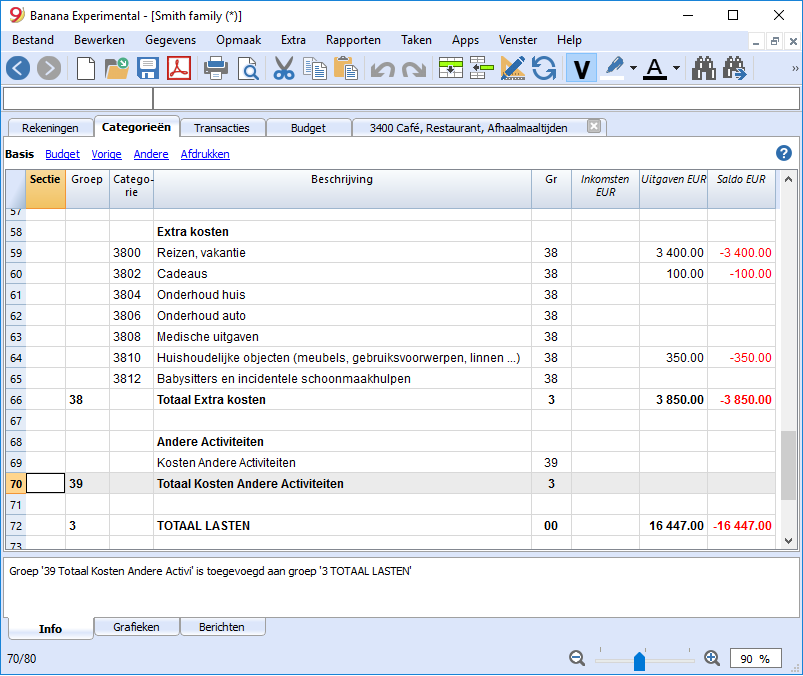 Banana Experimental - [Smith family (*)]
Bestand Bewerken Gegevens Opmaak Extra Rapporten Taken Apps Venster Help
V A »
Rekeningen Categorieën Transacties Budget 3400 Café, Restaurant, Afhaalmaaltijden
Basis Budget Vorige Andere Afdrukken ?
Sectie Groep Catego- Beschrijving Gr Inkomsten Uitgaven EUR Saldo EUR
rie EUR
57
58 Extra kosten
59 3800 Reizen, vakantie 38 3 400.00 -3 400.00
60 3802 Cadeaus 38 100.00 -100.00
61 3804 Onderhoud huis 38
62 3806 Onderhoud auto 38
63 3808 Medische uitgaven 38
64 3810 Huishoudelijke objecten (meubels, gebruiksvoorwerpen, linnen ...) 38 350.00 -350.00
65 3812 Babysitters en incidentele schoonmaakhulpen 38
66 38 Totaal Extra kosten 3 3 850.00 -3 850.00
67
68 Andere Activiteiten
69 Kosten Andere Activiteiten 39
70 39 Totaal Kosten Andere Activiteiten 3
71
72 3 TOTAAL LASTEN 00 16 447.00 -16 447.00
73
Groep '39 Totaal Kosten Andere Activi' is toegevoegd aan groep '3 TOTAAL LASTEN'
Info Grafieken Berichten
70/80 90 %